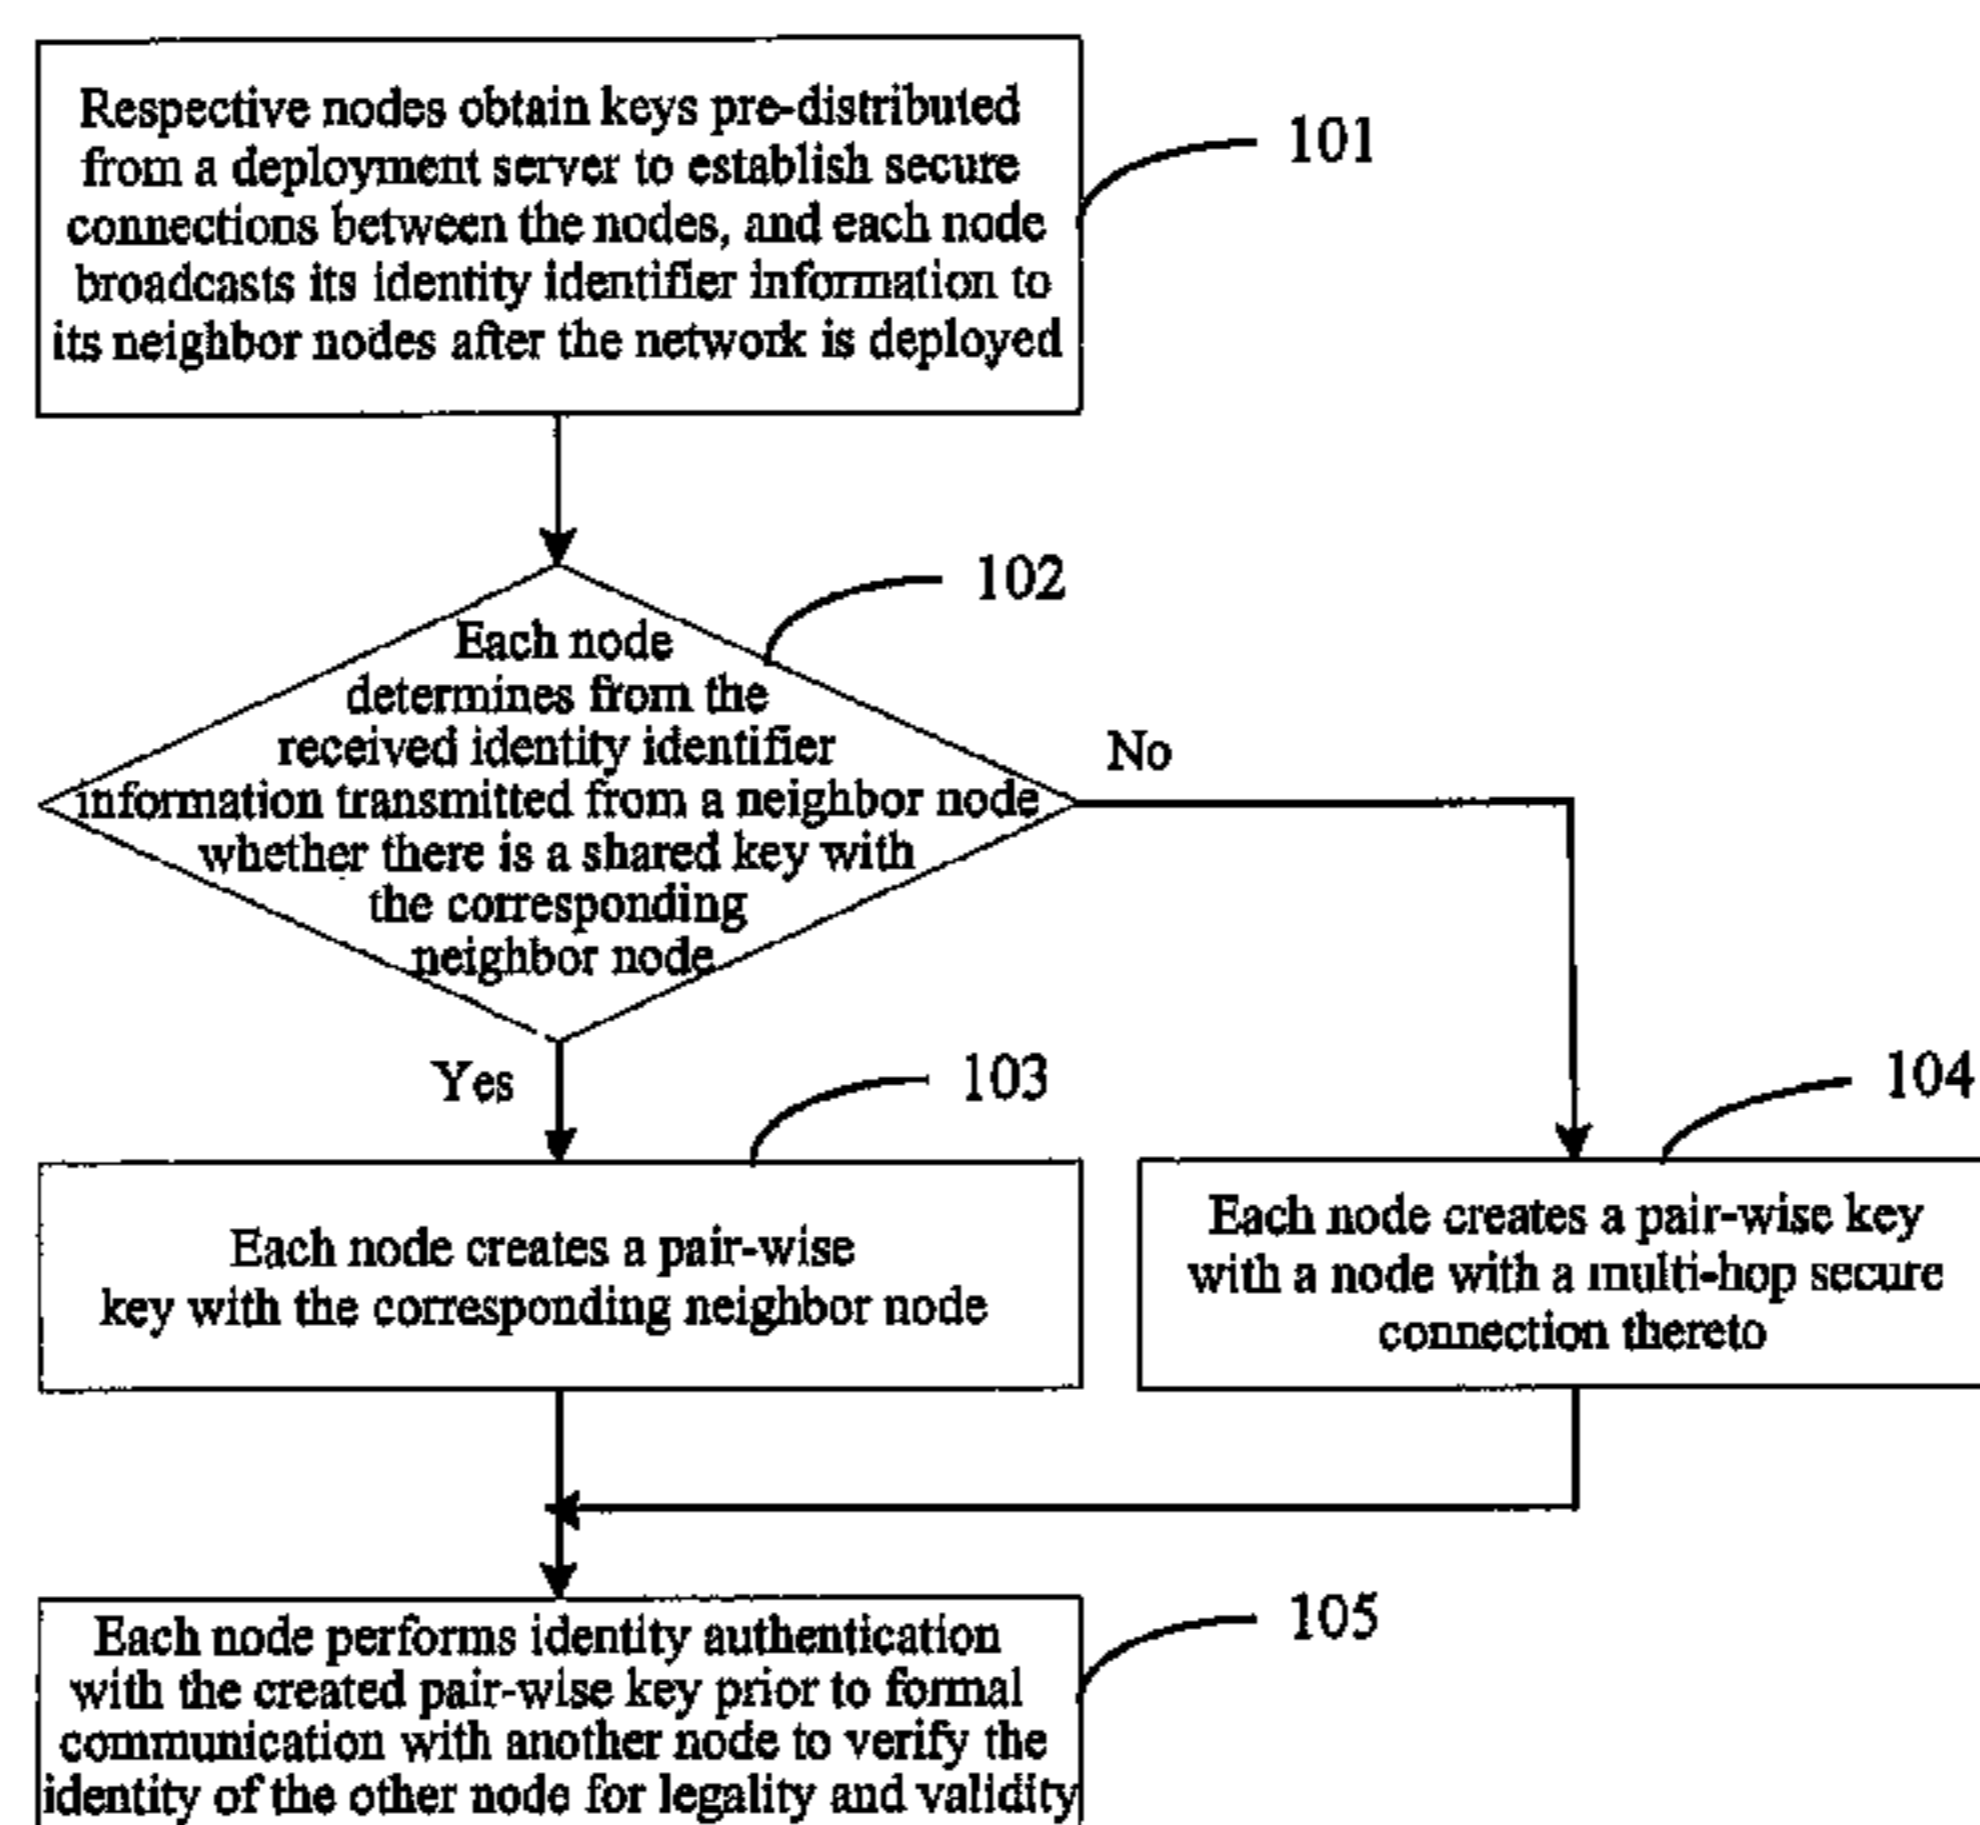 Respective nodes obtain keys pre-distributed
from a deployment server to establish secure
connections between the nodes, and each node
broadcasts its identity identifier information to
its neighbor nodes after the network is deployed
101
102
Each node
determines from the
received identity identifier
information transmitted from a neighbor node
whether there is a shared key with
the corresponding
neighbor node
No
Yes
103
104
Each node creates a pair-wise
key with the corresponding neighbor node
Each node creates a pair-wise key
with a node with a multi-hop secure
connection thereto
Each node performs identity authentication
with the created pair-wise key prior to formal
communication with another node to verify the
identity of the other node for legality and validity
105